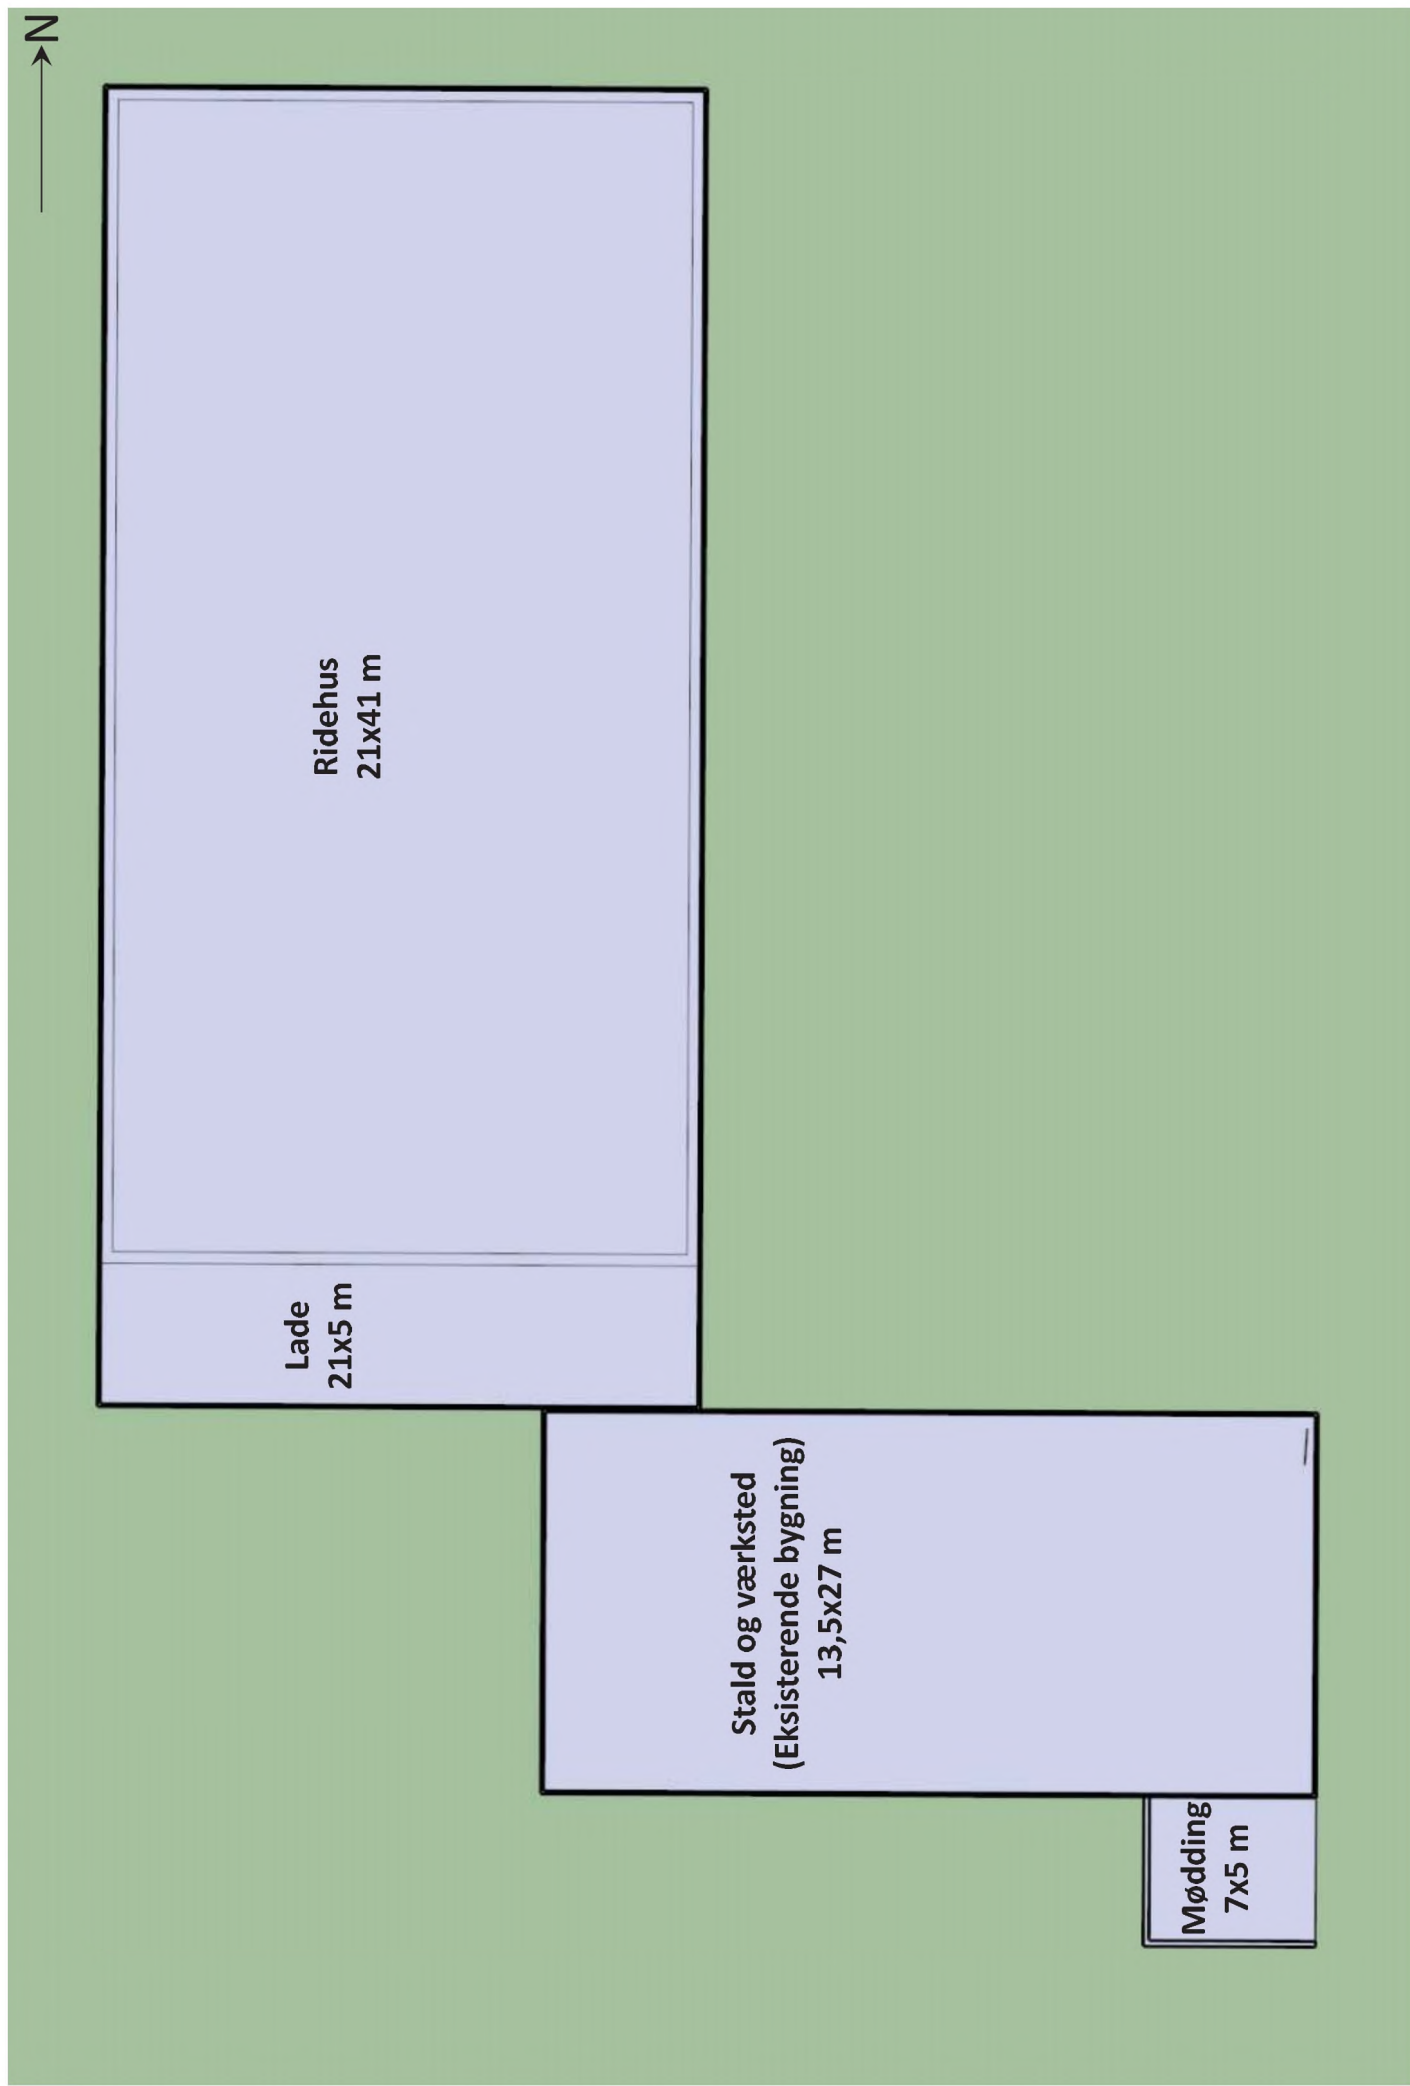 N
Ridehus
21x41 m
Lade
21x5 m
Stald og værksted
(Eksisterende bygning)
13,5x27 m
Mødding
7x5 m